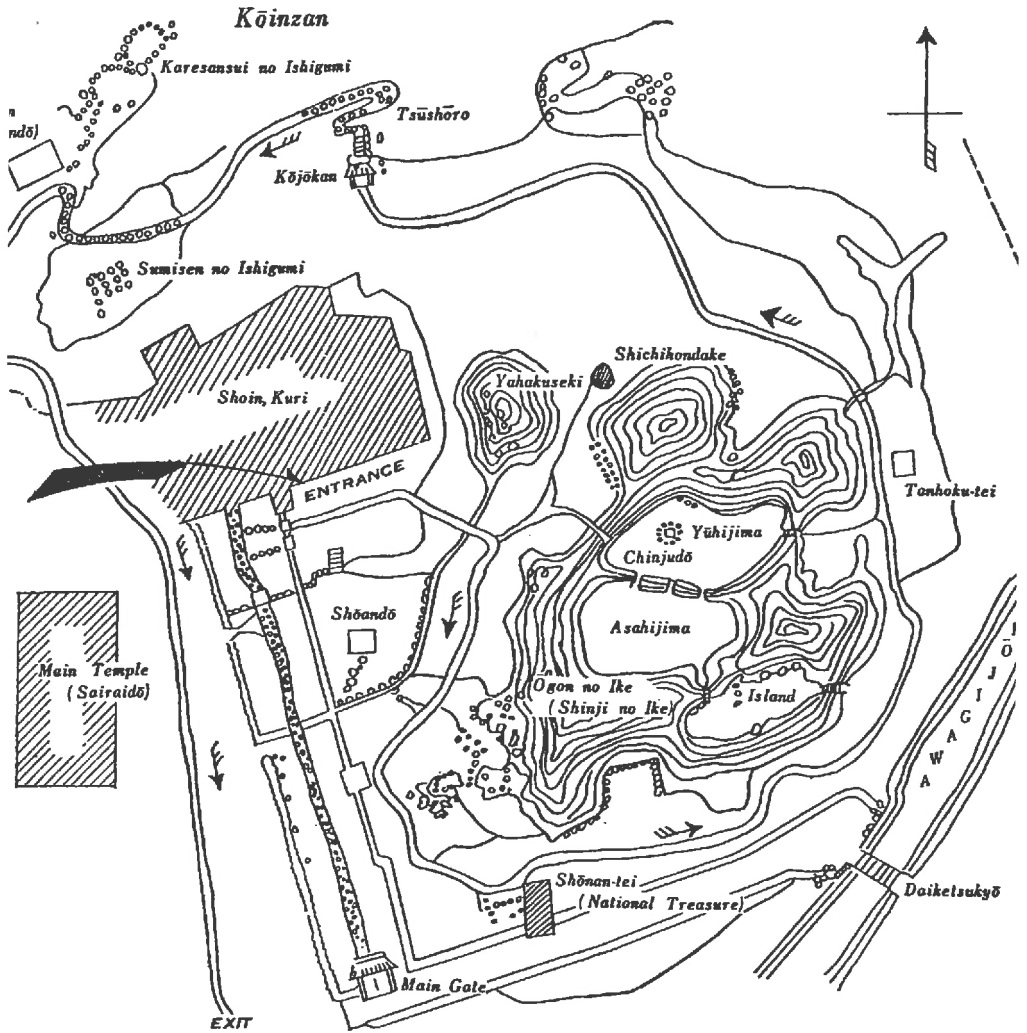 Kōinzan
Karesansui no Ishigumi
Tsūshōro
ndō)
Kōjōkan
Sumisen no Ishigumi
Shichihondake
Yahakuseki
Shoin, Kuri
ENTRANCE
Tanhoku-tei
Yūhijima
Chinjudō
Shōandō
Asahijima
Main Temple
(Sairaidō)
Ōgon no Ike
(Shinji no Ike)
Island
ŌJIGAWA
Shōnan-tei
(National Treasure)
Daiketsukyō
Main Gate
EXIT